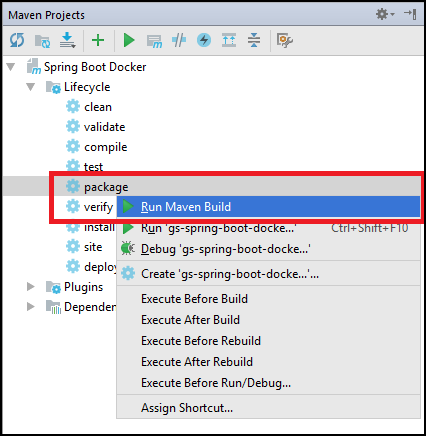 Maven Projects
Spring Boot Docker
Lifecycle
clean
validate
compile
test
package
verify
Run Maven Build
install
Run 'gs-spring-boot-docke...' Ctrl+Shift+F10
site
Debug 'gs-spring-boot-docke...'
deploy
Create 'gs-spring-boot-docke...'...
Plugins
Execute Before Build
Dependen
Execute After Build
Execute Before Rebuild
Execute After Rebuild
Execute Before Run/Debug...
Assign Shortcut...